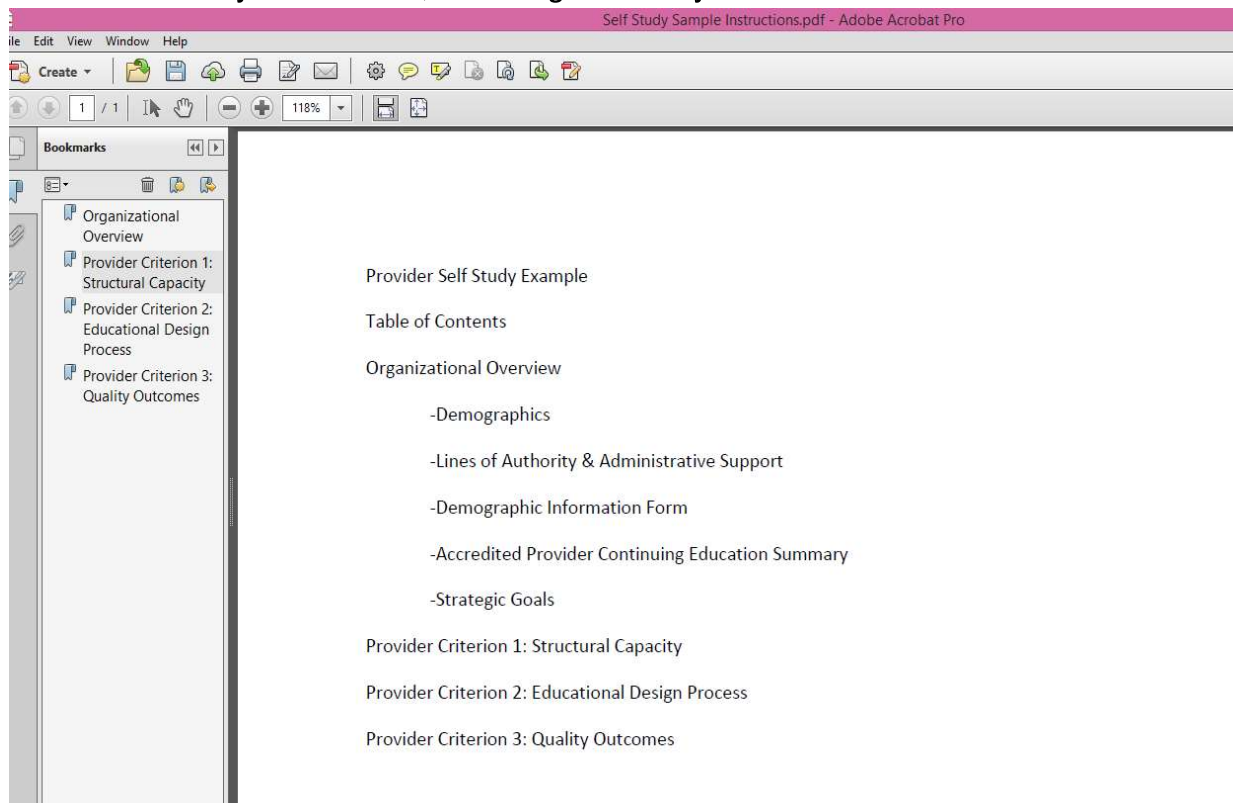 Self Study Sample Instructions.pdf - Adobe Acrobat Pro
Edit View Window Help
Create
1 / 1 118%
Bookmarks
Organizational
Overview
Provider Criterion 1:
Structural Capacity
Provider Criterion 2:
Educational Design
Process
Provider Criterion 3:
Quality Outcomes
Provider Self Study Example
Table of Contents
Organizational Overview
-Demographics
-Lines of Authority & Administrative Support
-Demographic Information Form
-Accredited Provider Continuing Education Summary
-Strategic Goals
Provider Criterion 1: Structural Capacity
Provider Criterion 2: Educational Design Process
Provider Criterion 3: Quality Outcomes